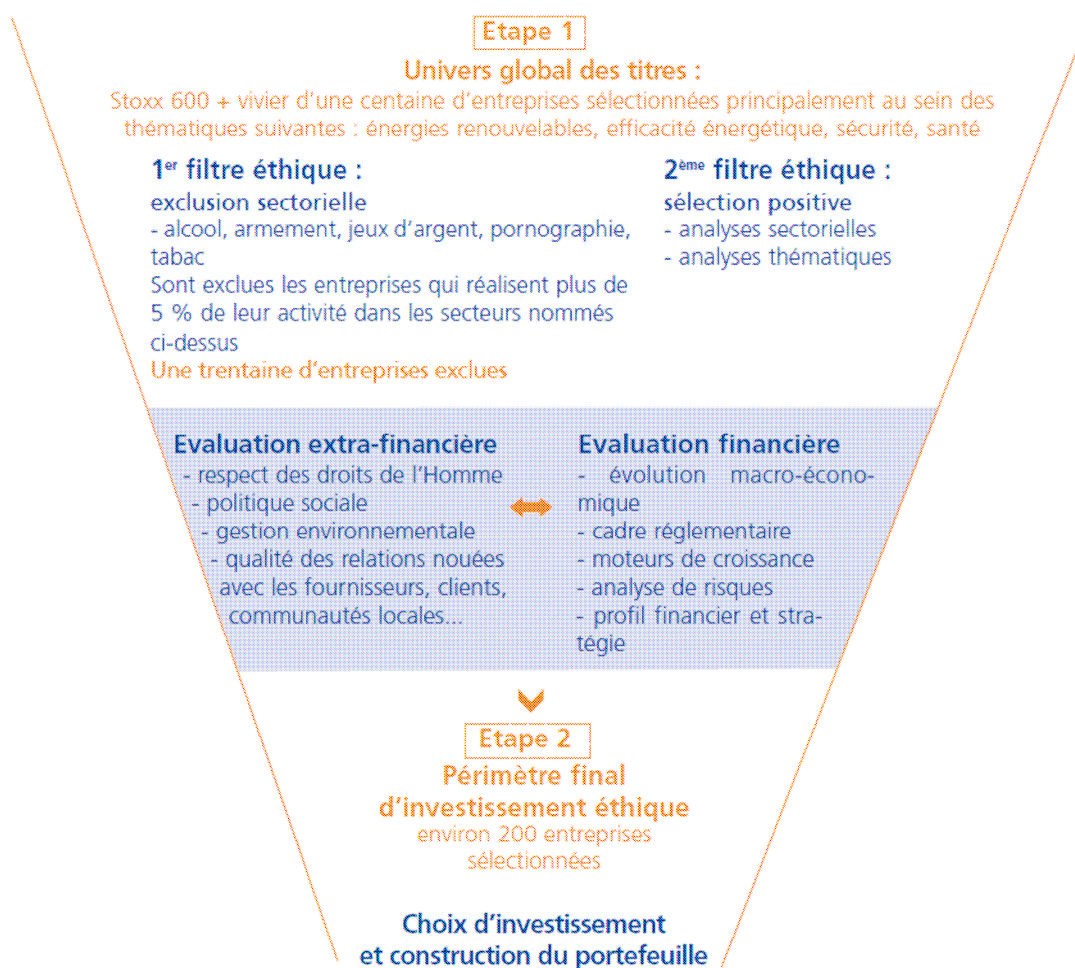 Etape 1
Univers global des titres :
Stoxx 600 + vivier d'une centaine d'entreprises sélectionnées principalement au sein des
thématiques suivantes : énergies renouvelables, efficacité énergétique, sécurité, santé
1er filtre éthique :
exclusion sectorielle
- alcool, armement, jeux d'argent, pornographie,
tabac
Sont exclues les entreprises qui réalisent plus de
5 % de leur activité dans les secteurs nommés
ci-dessus
Une trentaine d'entreprises exclues
2ème filtre éthique :
sélection positive
- analyses sectorielles
- analyses thématiques
Evaluation extra-financière
- respect des droits de l'Homme
- politique sociale
- gestion environnementale
- qualité des relations nouées
avec les fournisseurs, clients,
communautés locales...
Evaluation financière
- évolution macro-écono-
mique
- cadre réglementaire
- moteurs de croissance
- analyse de risques
- profil financier et stra-
tégie
Etape 2
Périmètre final
d'investissement éthique
environ 200 entreprises
sélectionnées
Choix d'investissement
et construction du portefeuille